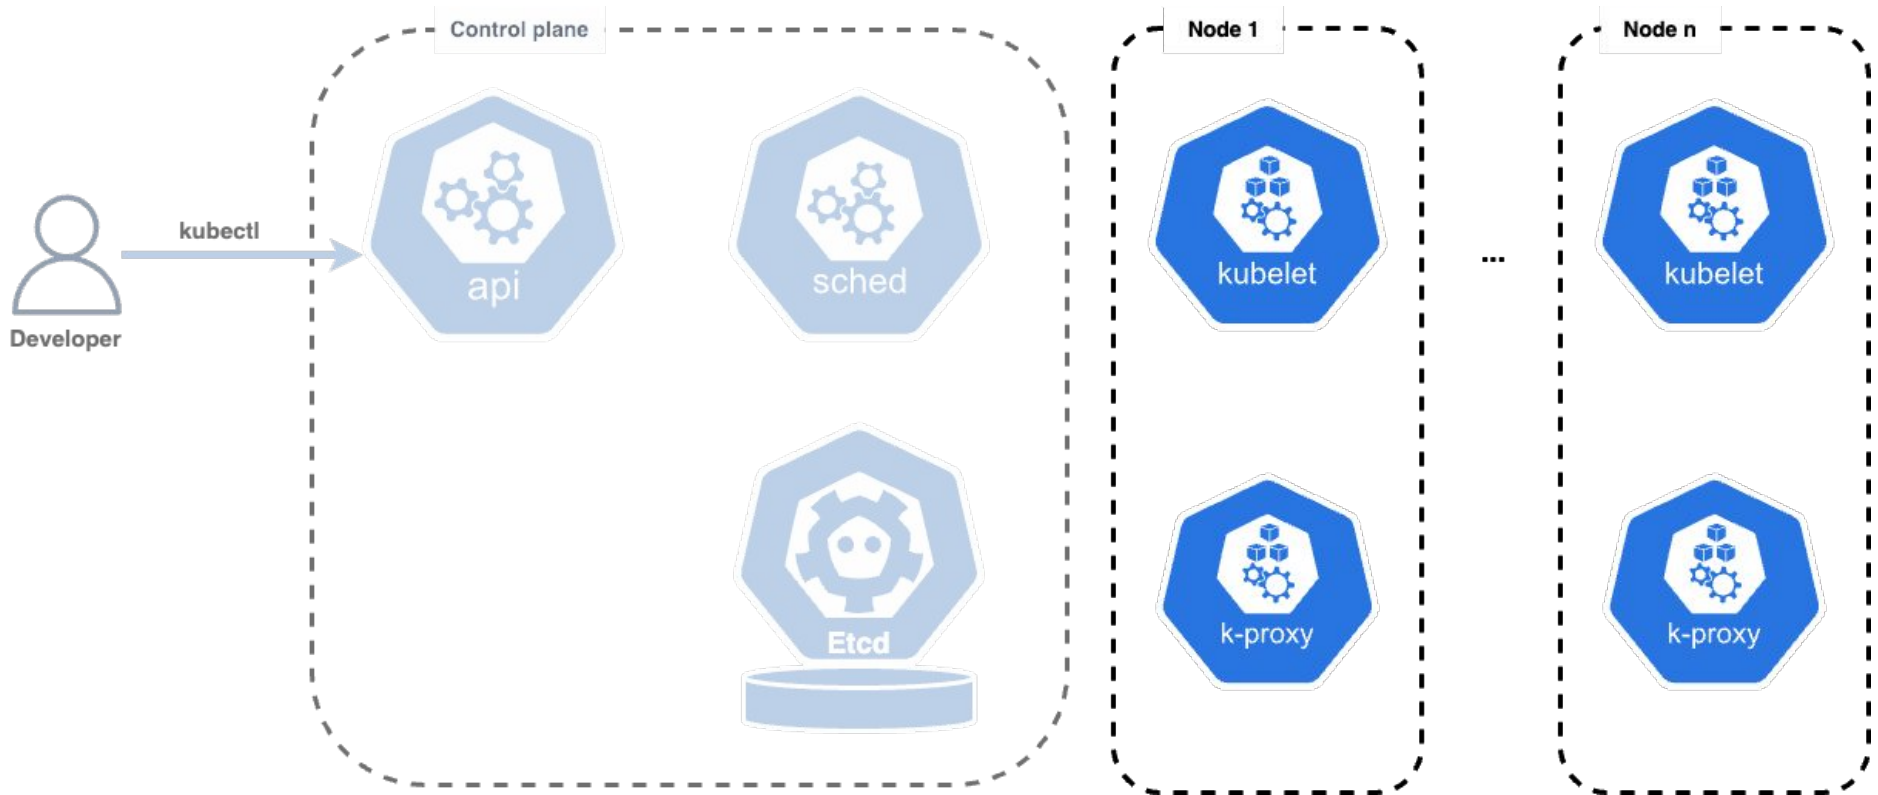 Control plane
Node 1
Node n
kubectl
Developer
api
sched
kubelet
...
kubelet
Etcd
k-proxy
k-proxy